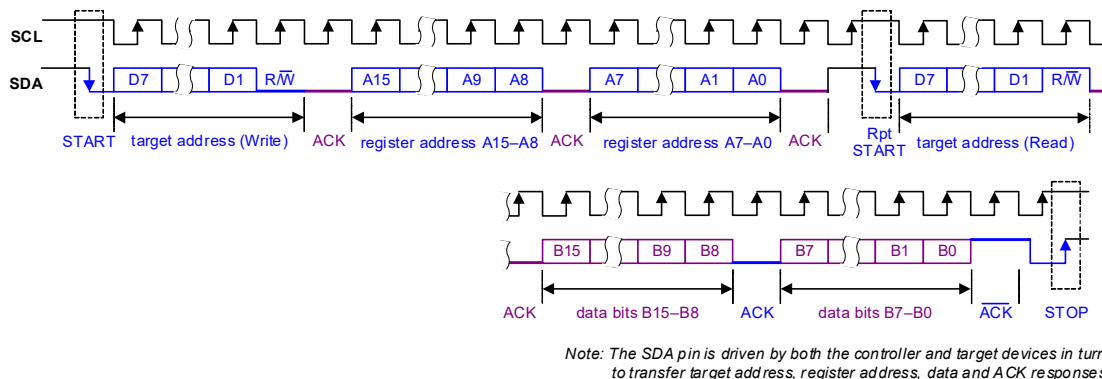 SCL
SDA
D7 D1 R/W̅ A15 A9 A8 A7 A1 A0 D7 D1 R/W̅
START target address (Write) ACK register address A15–A8 ACK register address A7–A0 ACK Rpt START target address (Read)
B15 B9 B8 B7 B1 B0
ACK data bits B15–B8 ACK data bits B7–B0 A̅C̅K̅ STOP
Note: The SDA pin is driven by both the controller and target devices in turn
to transfer target address, register address, data and ACK responses